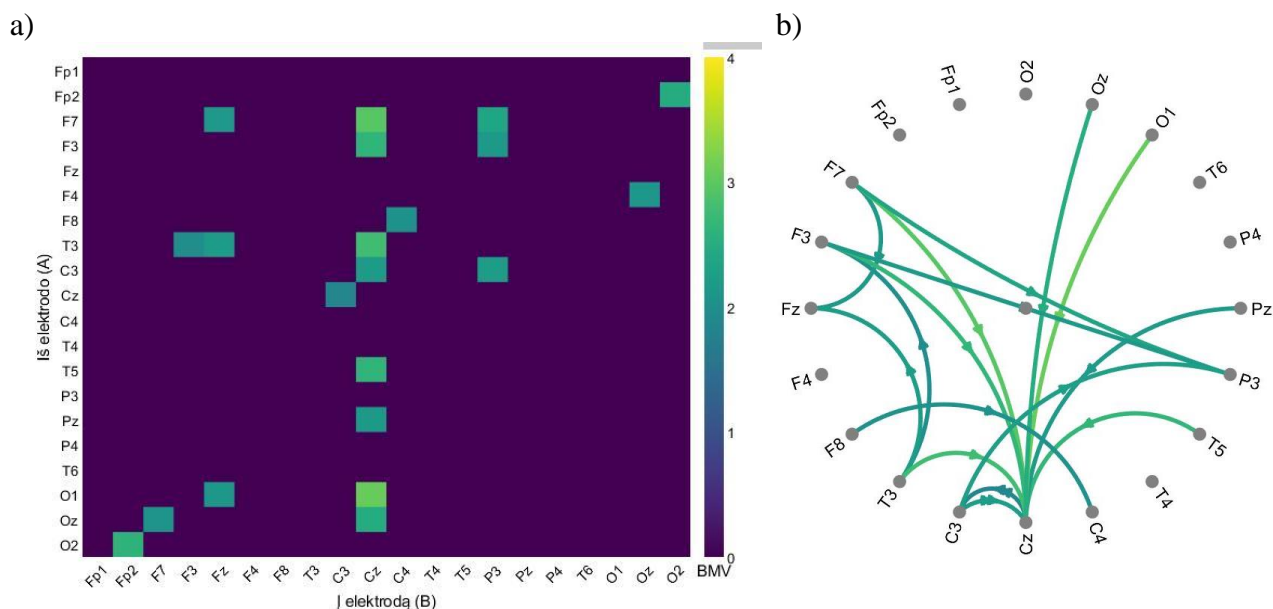 a)
Fp1
Fp2
F7
F3
Fz
F4
F8
T3
C3
Cz
C4
T4
T5
P3
Pz
P4
T6
O1
Oz
O2
Iš elektrodo (A)
Fp1 Fp2 F7 F3 Fz F4 F8 T3 C3 Cz C4 T4 T5 P3 Pz P4 T6 O1 Oz O2
Į elektrodą (B)
4
3
2
1
0
BMV
b)
O2
Oz
O1
T6
P4
Pz
P3
T5
T4
C4
Cz
C3
T3
F8
F4
Fz
F3
F7
Fp2
Fp1